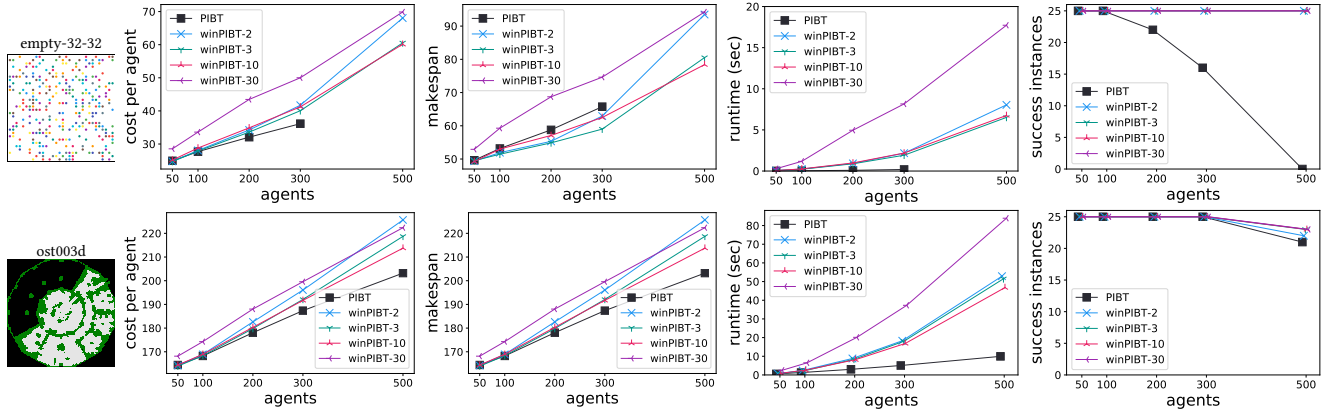 empty-32-32
cost per agent
70
60
50
40
30
PIBT
winPIBT-2
winPIBT-3
winPIBT-10
winPIBT-30
50 100 200 300 500
agents
makespan
90
80
70
60
50
PIBT
winPIBT-2
winPIBT-3
winPIBT-10
winPIBT-30
50 100 200 300 500
agents
runtime (sec)
20
15
10
5
0
PIBT
winPIBT-2
winPIBT-3
winPIBT-10
winPIBT-30
50 100 200 300 500
agents
success instances
25
20
15
10
5
0
PIBT
winPIBT-2
winPIBT-3
winPIBT-10
winPIBT-30
50 100 200 300 500
agents
ost003d
cost per agent
220
210
200
190
180
170
PIBT
winPIBT-2
winPIBT-3
winPIBT-10
winPIBT-30
50 100 200 300 500
agents
makespan
220
210
200
190
180
170
PIBT
winPIBT-2
winPIBT-3
winPIBT-10
winPIBT-30
50 100 200 300 500
agents
runtime (sec)
80
70
60
50
40
30
20
10
0
PIBT
winPIBT-2
winPIBT-3
winPIBT-10
winPIBT-30
50 100 200 300 500
agents
success instances
25
20
15
10
5
0
PIBT
winPIBT-2
winPIBT-3
winPIBT-10
winPIBT-30
50 100 200 300 500
agents